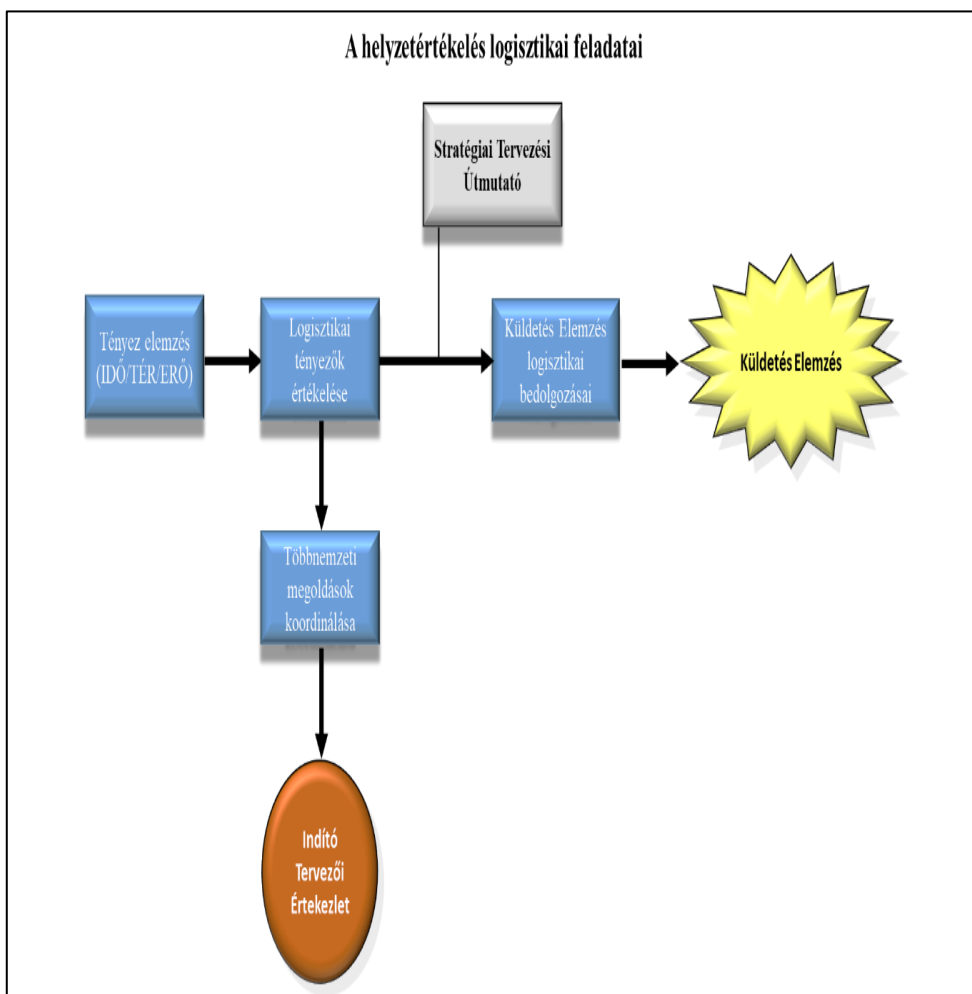 A helyzetértékelés logisztikai feladatai
Stratégiai Tervezési
Útmutató
Tényez elemzés
(IDŐ/TÉR/ERŐ)
Logisztikai
tényezők
értékelése
Küldetés Elemzés
logisztikai
bedolgozásai
Küldetés Elemzés
Többnemzeti
megoldások
koordinálása
Indító
Tervezői
Értekezlet